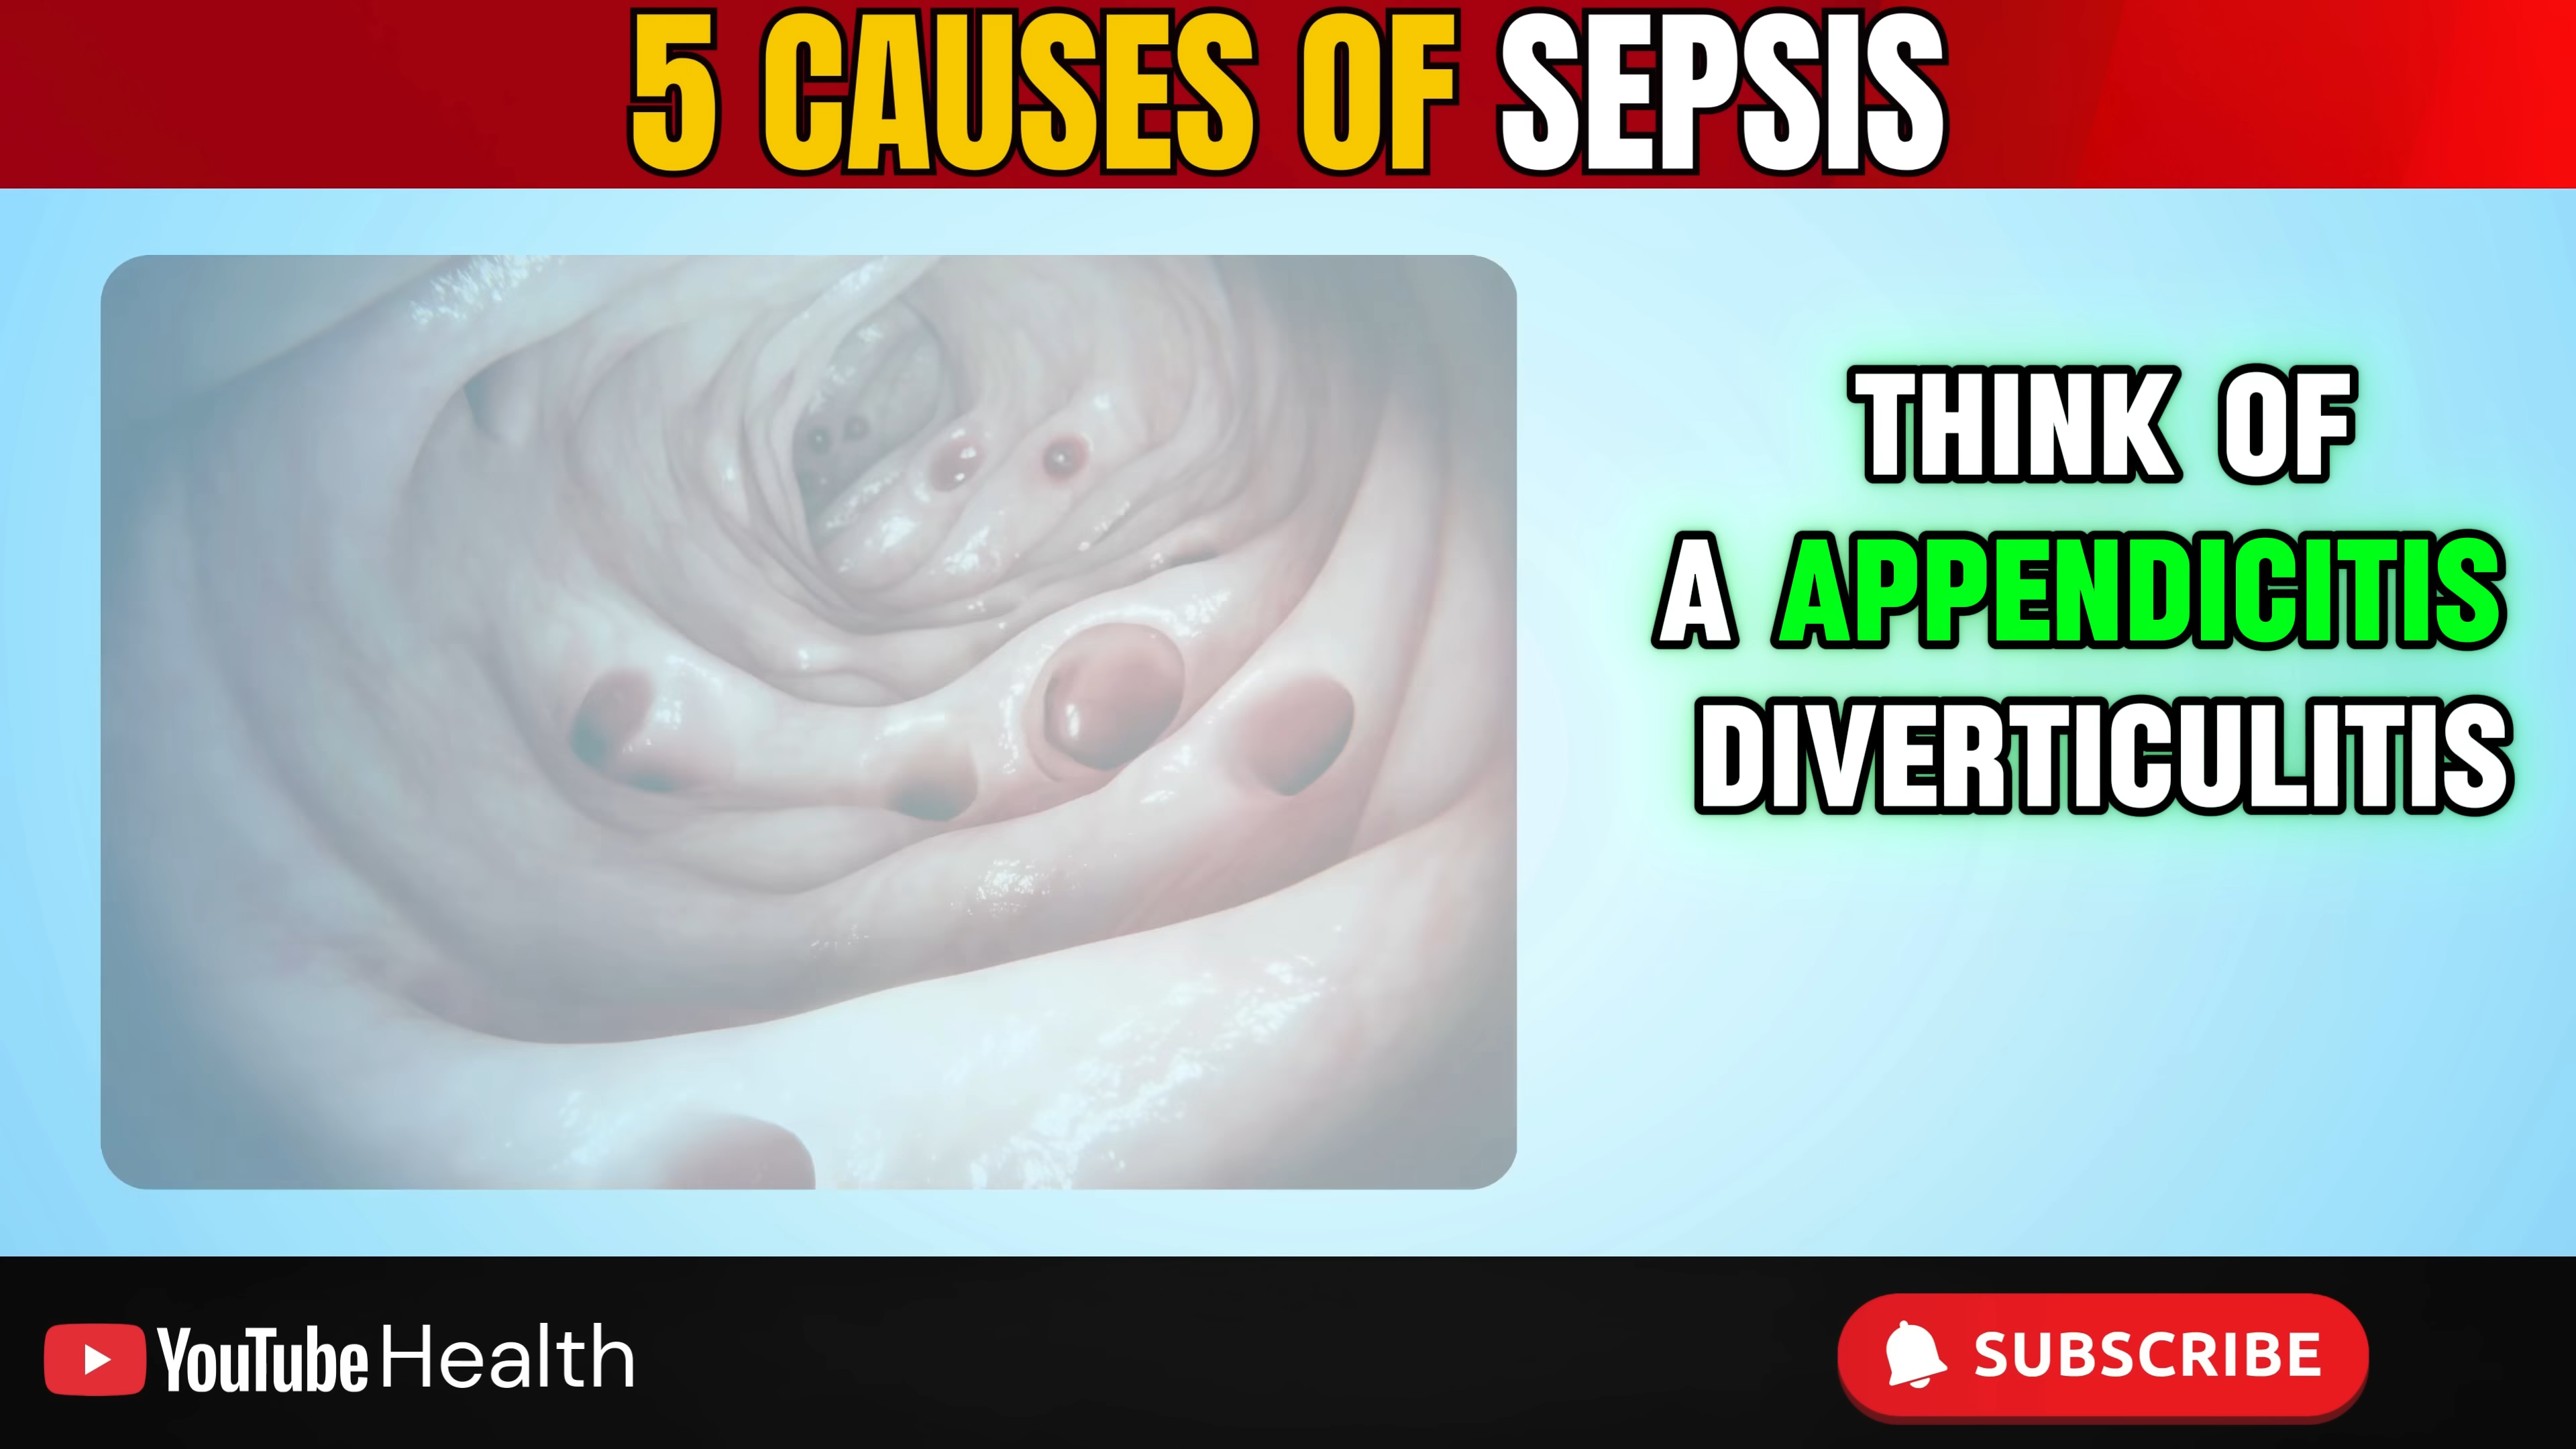 5 CAUSES OF SEPSIS
THINK OF
A APPENDICITIS
DIVERTICULITIS
YouTube Health
SUBSCRIBE